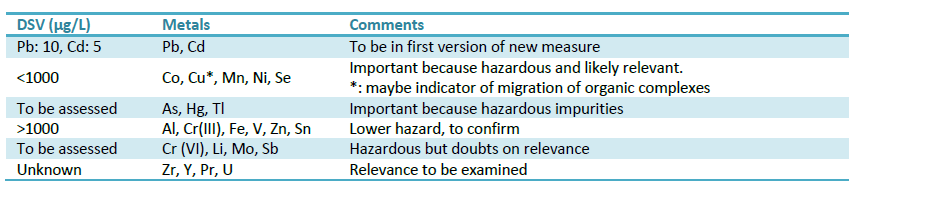 DSV (µg/L) Metals Comments
Pb: 10, Cd: 5 Pb, Cd To be in first version of new measure
<1000 Co, Cu*, Mn, Ni, Se Important because hazardous and likely relevant.
*: maybe indicator of migration of organic complexes
To be assessed As, Hg, Tl Important because hazardous impurities
>1000 Al, Cr(III), Fe, V, Zn, Sn Lower hazard, to confirm
To be assessed Cr (VI), Li, Mo, Sb Hazardous but doubts on relevance
Unknown Zr, Y, Pr, U Relevance to be examined